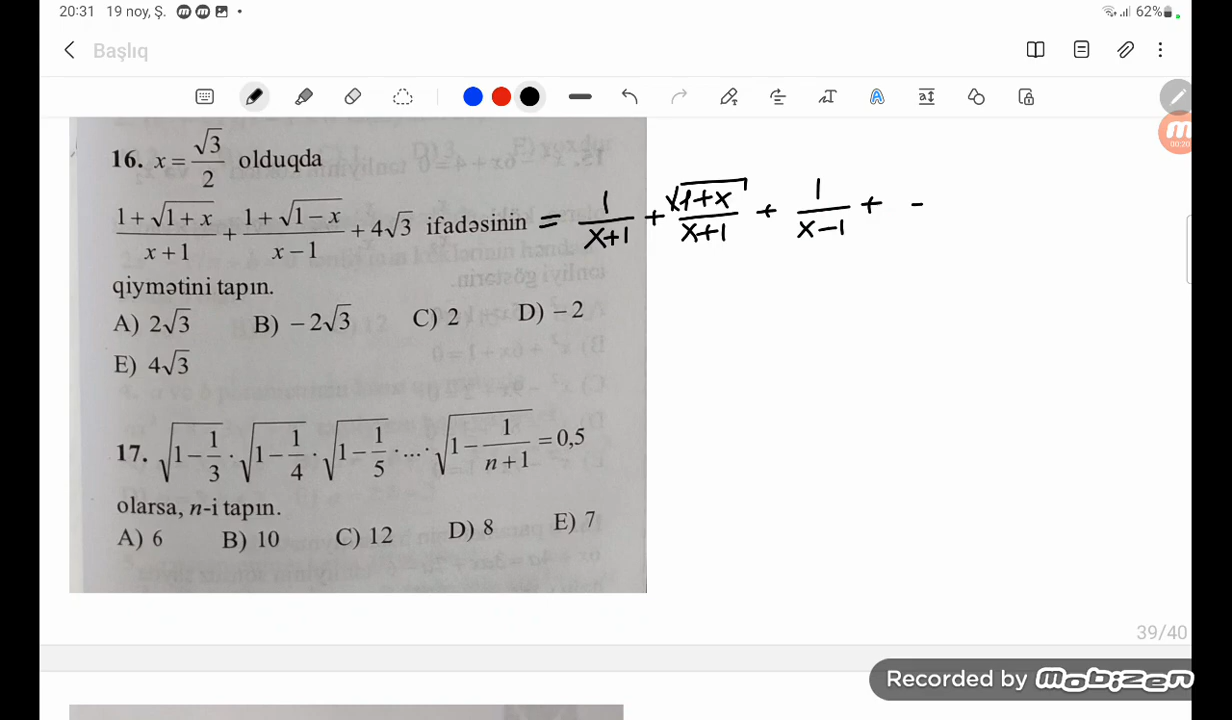 20:31 19 noy, Ş. 62%
Başlıq
16. x = √3/2 olduqda
(1 + √(1 + x))/(x + 1) + (1 + √(1 − x))/(x − 1) + 4√3 ifadəsinin = 1/(x+1) + √(1+x)/(x+1) + 1/(x−1) + −
qiymətini tapın.
A) 2√3 B) −2√3 C) 2 D) −2
E) 4√3
17. √(1 − 1/3) · √(1 − 1/4) · √(1 − 1/5) · ... · √(1 − 1/(n + 1)) = 0,5
olarsa, n-i tapın.
A) 6 B) 10 C) 12 D) 8 E) 7
39/40
Recorded by mobizen
00:20